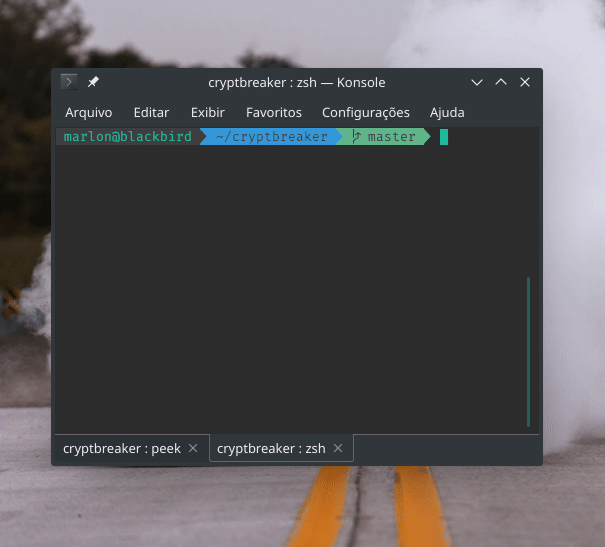 cryptbreaker : zsh — Konsole
Arquivo Editar Exibir Favoritos Configurações Ajuda
marlon@blackbird ~/cryptbreaker master
cryptbreaker : peek cryptbreaker : zsh